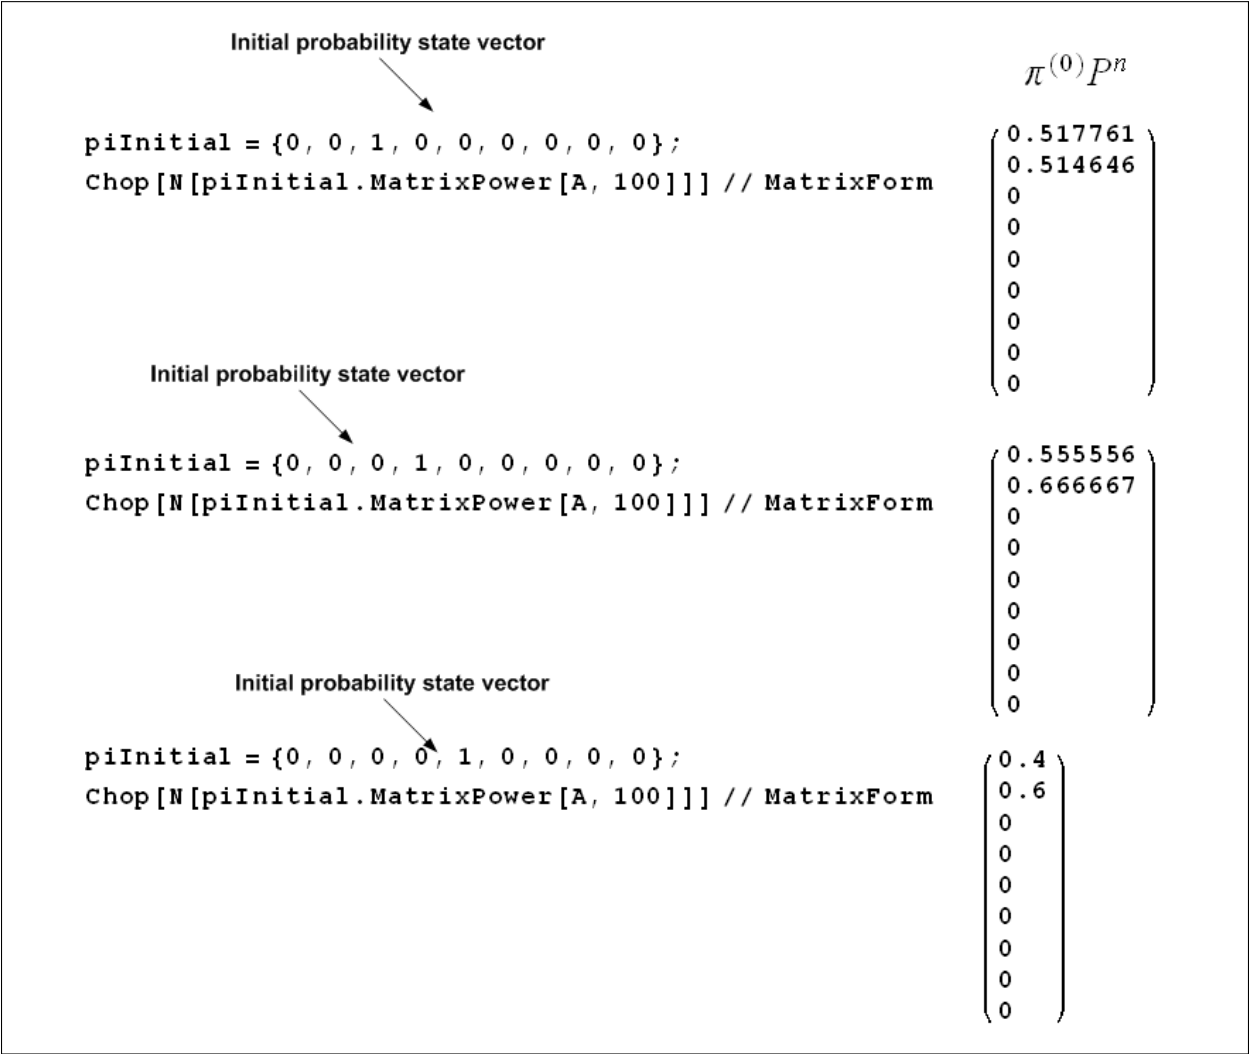 Initial probability state vector
π^(0) P^n
piInitial = {0, 0, 1, 0, 0, 0, 0, 0, 0};
Chop[N[piInitial.MatrixPower[A, 100]]] // MatrixForm
0.517761
0.514646
0
0
0
0
0
0
0
Initial probability state vector
piInitial = {0, 0, 0, 1, 0, 0, 0, 0, 0};
Chop[N[piInitial.MatrixPower[A, 100]]] // MatrixForm
0.555556
0.666667
0
0
0
0
0
0
0
Initial probability state vector
piInitial = {0, 0, 0, 0, 1, 0, 0, 0, 0};
Chop[N[piInitial.MatrixPower[A, 100]]] // MatrixForm
0.4
0.6
0
0
0
0
0
0
0